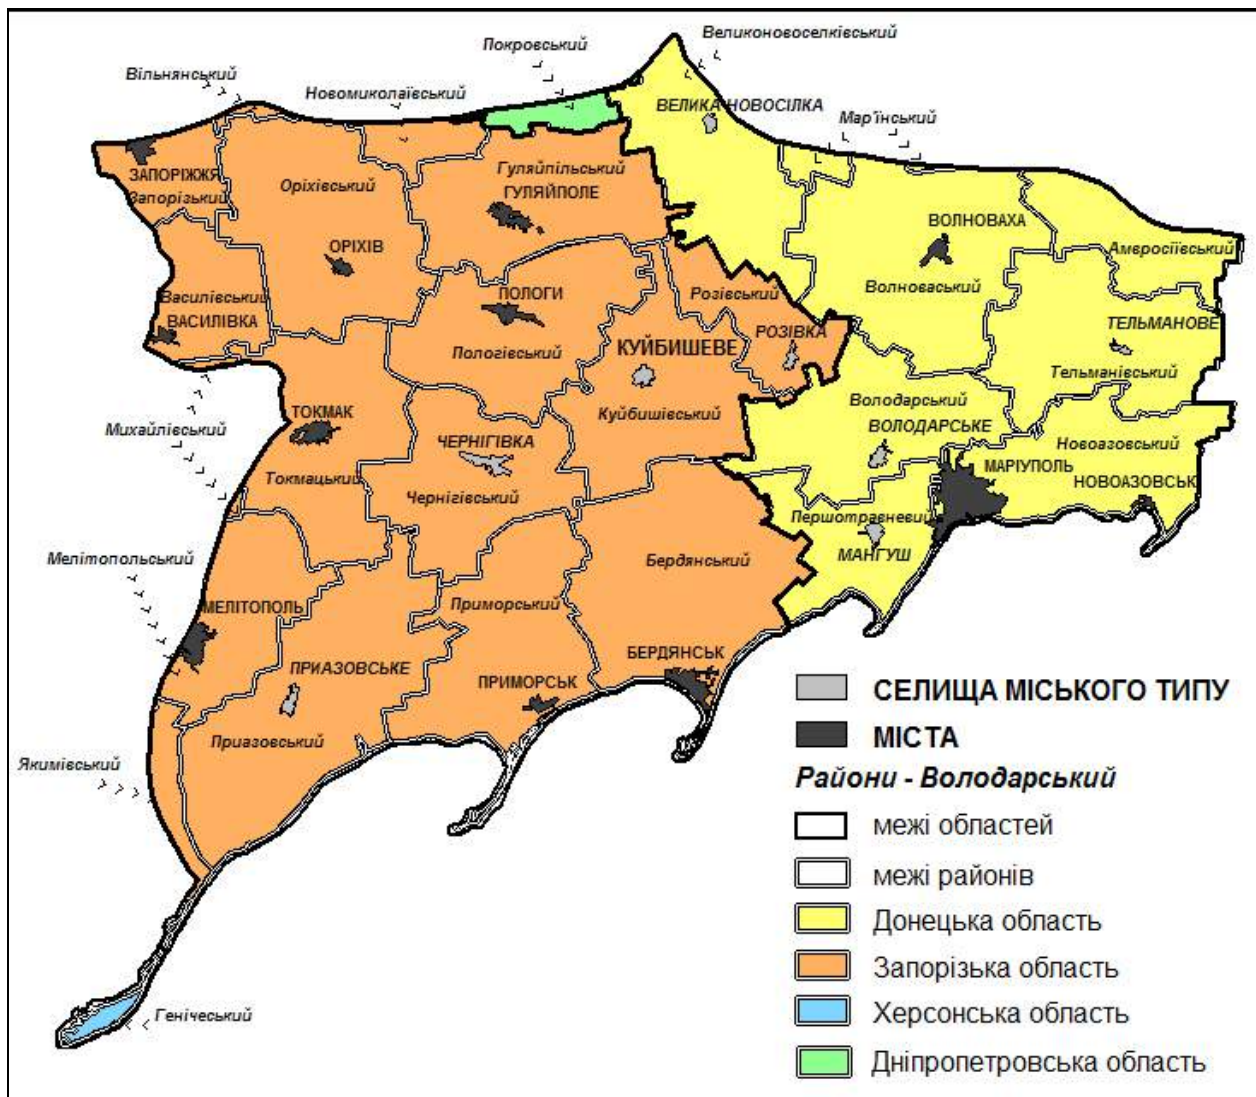 Великоновоселківський
Покровський
Вільнянський
Новомиколаївський
ВЕЛИКА НОВОСІЛКА
Мар'їнський
ЗАПОРІЖЖЯ
Запорізький
Оріхівський
Гуляйпільський
ГУЛЯЙПОЛЕ
ОРІХІВ
ВОЛНОВАХА
Амвросіївський
Волноваський
Василівський
ВАСИЛІВКА
ПОЛОГИ
Розівський
РОЗІВКА
ТЕЛЬМАНОВЕ
Пологівський
КУЙБИШЕВЕ
Тельманівський
Михайлівський
ТОКМАК
ЧЕРНІГІВКА
Куйбишівський
Володарський
ВОЛОДАРСЬКЕ
Новоазовський
Токмацький
Чернігівський
МАРІУПОЛЬ
НОВОАЗОВСЬК
Першотравневий
МАНГУШ
Мелітопольський
Бердянський
МЕЛІТОПОЛЬ
Приморський
ПРИАЗОВСЬКЕ
ПРИМОРСЬК
БЕРДЯНСЬК
Приазовський
Якимівський
Генічеський
СЕЛИЩА МІСЬКОГО ТИПУ
МІСТА
Райони - Володарський
межі областей
межі районів
Донецька область
Запорізька область
Херсонська область
Дніпропетровська область